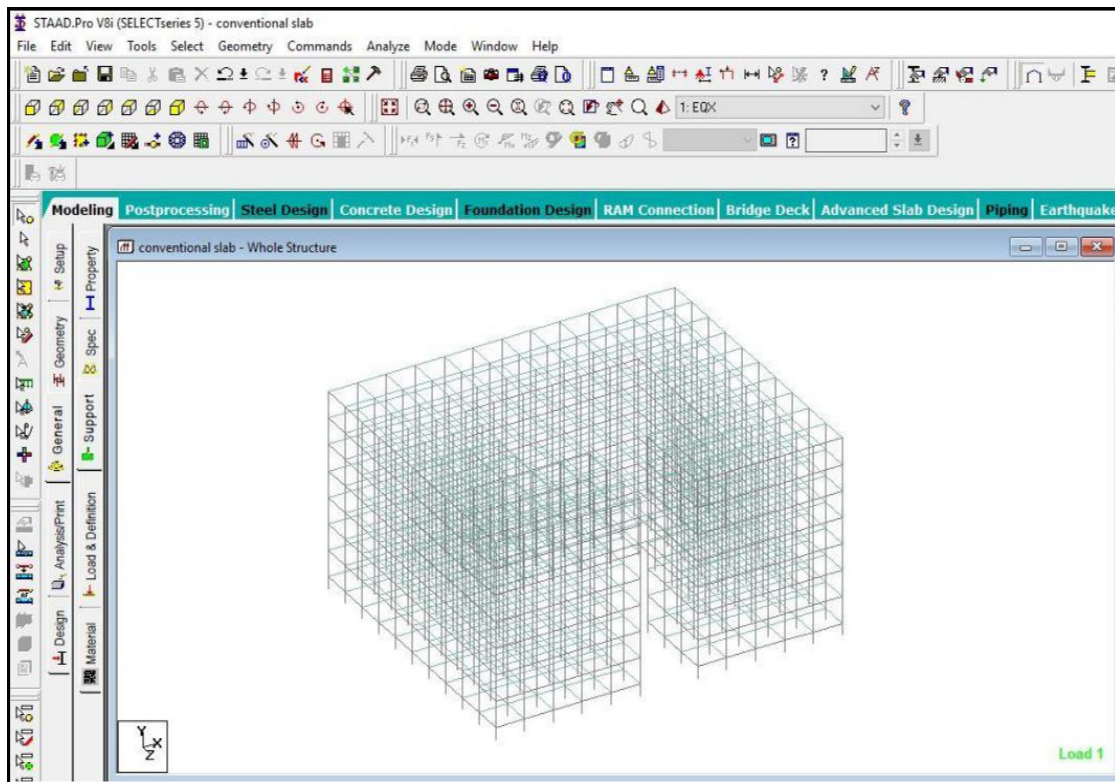 STAAD.Pro V8i (SELECTseries 5) - conventional slab
File Edit View Tools Select Geometry Commands Analyze Mode Window Help
1: EQX
Modeling Postprocessing Steel Design Concrete Design Foundation Design RAM Connection Bridge Deck Advanced Slab Design Piping Earthquake
conventional slab - Whole Structure
Setup
Geometry
General
Analysis/Print
Design
Property
Spec
Support
Load & Definition
Material
Y
X
Z
Load 1